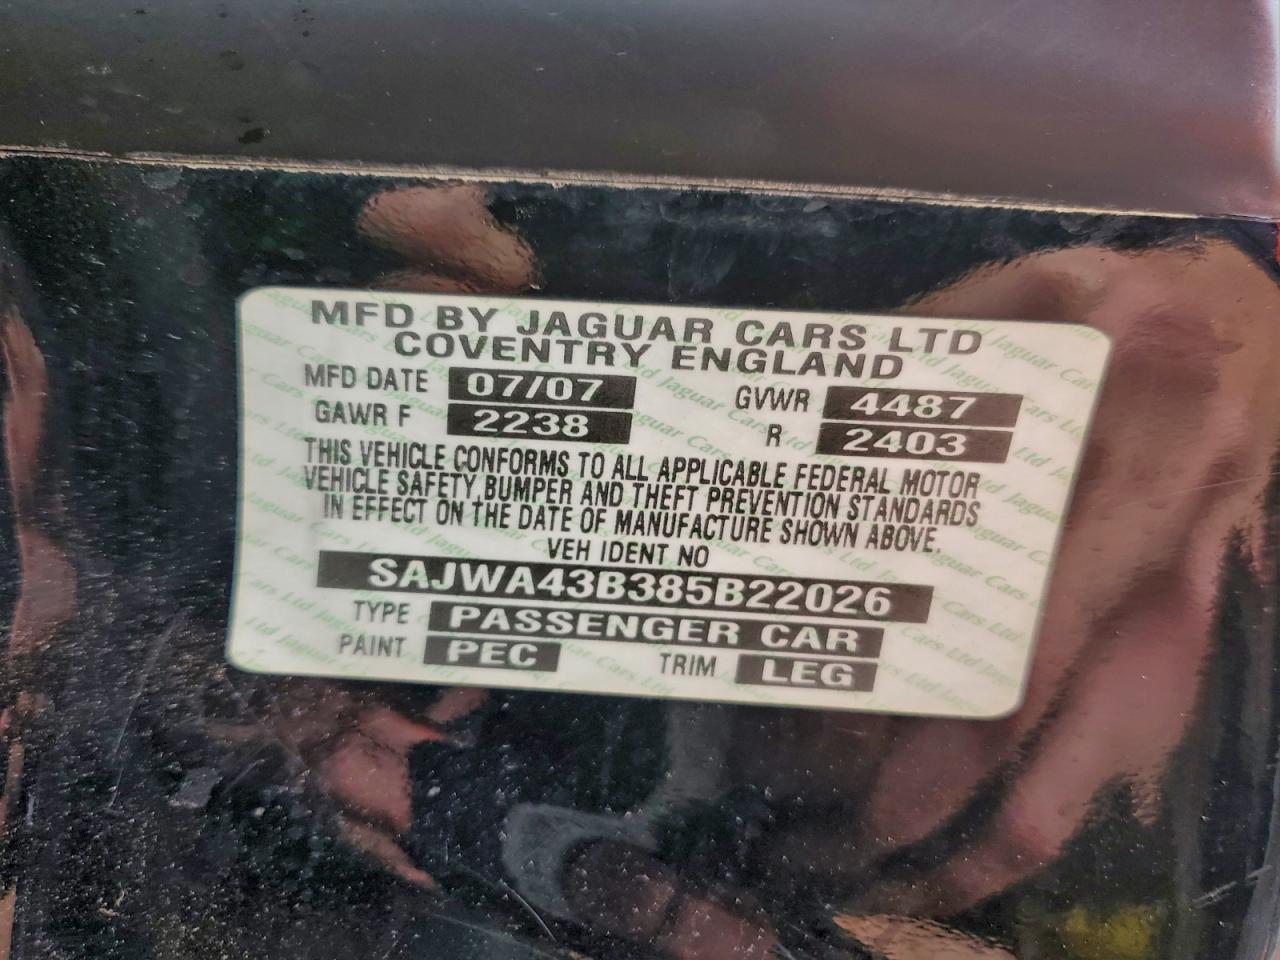 MFD BY JAGUAR CARS LTD
COVENTRY ENGLAND
MFD DATE 07/07 GVWR 4487
GAWR F 2238 R 2403
THIS VEHICLE CONFORMS TO ALL APPLICABLE FEDERAL MOTOR
VEHICLE SAFETY, BUMPER AND THEFT PREVENTION STANDARDS
IN EFFECT ON THE DATE OF MANUFACTURE SHOWN ABOVE.
VEH IDENT NO
SAJWA43B385B22026
TYPE PASSENGER CAR
PAINT PEC TRIM LEG